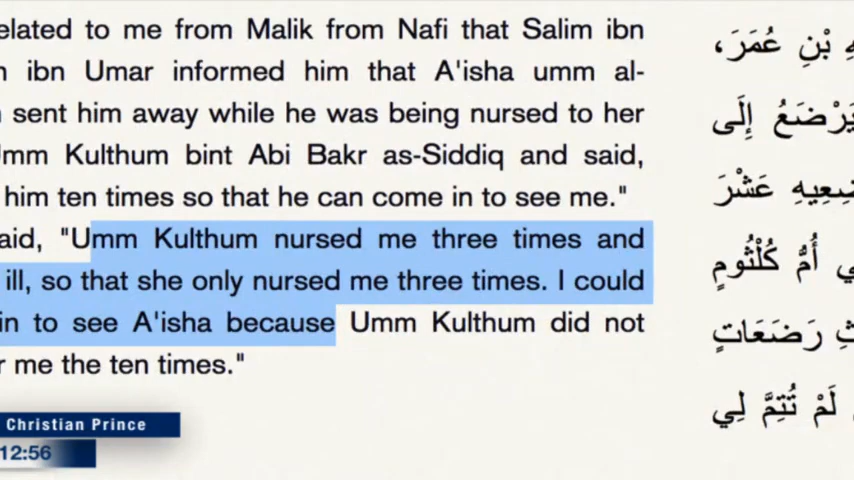 elated to me from Malik from Nafi that Salim ibn
ibn Umar informed him that A'isha umm al-
sent him away while he was being nursed to her
Umm Kulthum bint Abi Bakr as-Siddiq and said,
him ten times so that he can come in to see me."
aid, "Umm Kulthum nursed me three times and
ill, so that she only nursed me three times. I could
in to see A'isha because Umm Kulthum did not
me the ten times."
بْنِ عُمَرَ،
يَرْضَعُ إِلَى
ضِعِيهِ عَشْرَ
ي أُمُّ كُلْثُومٍ
ثِ رَضَعَاتٍ
لَمْ تُتِمَّ لِي
Christian Prince
12:56